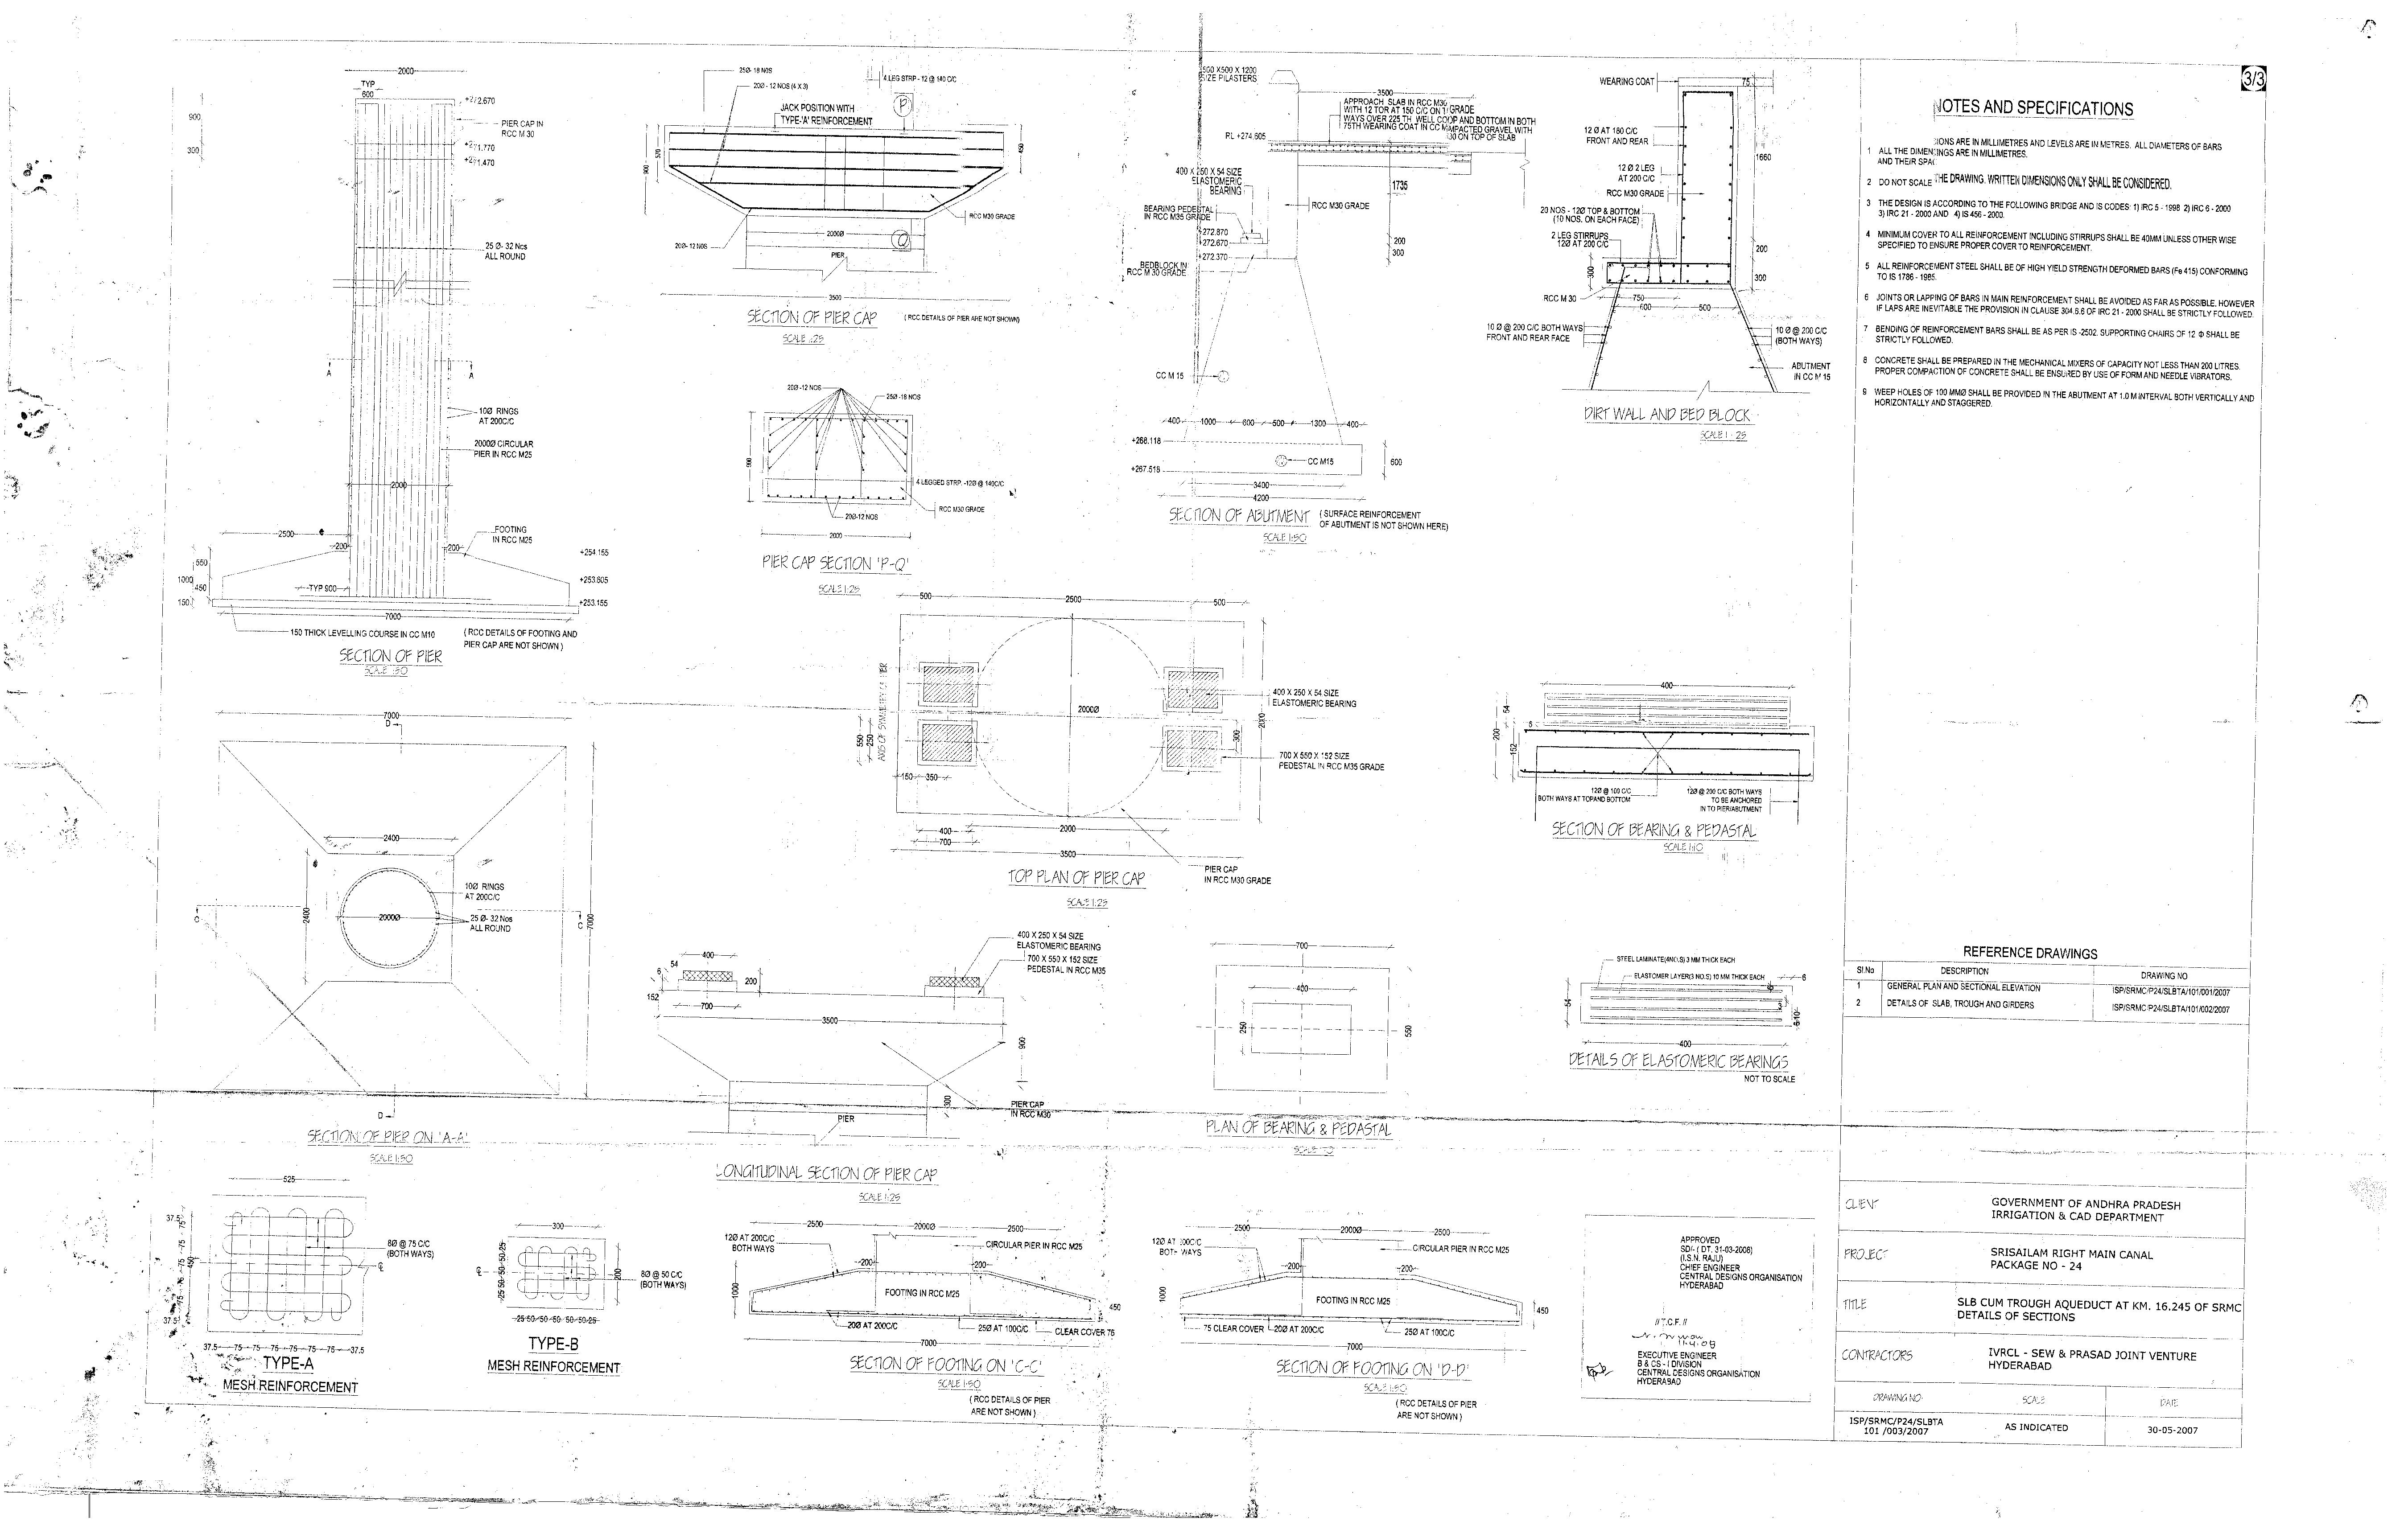 3/3
2000
TYP
600
+272.670
900
PIER CAP IN
RCC M 30
+271.770
300
+271.470
25 Ø- 32 Nos
ALL ROUND
A
A
10Ø RINGS
AT 200C/C
2000Ø CIRCULAR
PIER IN RCC M25
2000
FOOTING
IN RCC M25
2500
200
200
+254.155
550
1000
450
+253.605
TYP 900
150
+253.155
7000
150 THICK LEVELLING COURSE IN CC M10
( RCC DETAILS OF FOOTING AND
PIER CAP ARE NOT SHOWN )
SECTION OF PIER
SCALE 1:50
25Ø- 18 NOS
4 LEG STRP - 12 @ 140 C/C
20Ø - 12 NOS (4 X 3)
JACK POSITION WITH
TYPE-'A' REINFORCEMENT
P
900
570
450
RCC M30 GRADE
2000Ø
Q
20Ø- 12 NOS
PIER
3500
SECTION OF PIER CAP
( RCC DETAILS OF PIER ARE NOT SHOWN)
SCALE 1:25
20Ø -12 NOS
25Ø -18 NOS
900
4 LEGGED STRP. -12Ø @ 140C/C
RCC M30 GRADE
20Ø-12 NOS
2000
PIER CAP SECTION 'P-Q'
SCALE 1:25
500 X500 X 1200
SIZE PILASTERS
3500
APPROACH SLAB IN RCC M30 GRADE
WITH 12 TOR AT 150 C/C ON
WAYS OVER 225 TH WELL COMPACTED GRAVEL WITH
75TH WEARING COAT IN CC M30 ON TOP OF SLAB
TOP AND BOTTOM IN BOTH
RL +274.605
400 X 250 X 54 SIZE
ELASTOMERIC
BEARING
1735
BEARING PEDESTAL
IN RCC M35 GRADE
RCC M30 GRADE
+272.870
+272.670
+272.370
200
300
BEDBLOCK IN
RCC M 30 GRADE
CC M 15
400
1000
600
500
1300
400
+268.118
CC M15
600
+267.518
3400
4200
SECTION OF ABUTMENT
( SURFACE REINFORCEMENT
OF ABUTMENT IS NOT SHOWN HERE)
SCALE 1:50
WEARING COAT
75
12 Ø AT 180 C/C
FRONT AND REAR
1660
12 Ø 2 LEG
AT 200 C/C
RCC M30 GRADE
20 NOS - 12Ø TOP & BOTTOM
(10 NOS. ON EACH FACE)
2 LEG STIRRUPS
12Ø AT 200 C/C
200
300
300
RCC M 30
750
600
500
10 Ø @ 200 C/C BOTH WAYS
FRONT AND REAR FACE
10 Ø @ 200 C/C
(BOTH WAYS)
ABUTMENT
IN CC M 15
DIRT WALL AND BED BLOCK
SCALE 1 - 25
NOTES AND SPECIFICATIONS
1 ALL THE DIMENSIONS ARE IN MILLIMETRES AND LEVELS ARE IN METRES. ALL DIAMETERS OF BARS
AND THEIR SPACINGS ARE IN MILLIMETRES.
2 DO NOT SCALE THE DRAWING. WRITTEN DIMENSIONS ONLY SHALL BE CONSIDERED.
3 THE DESIGN IS ACCORDING TO THE FOLLOWING BRIDGE AND IS CODES: 1) IRC 5 - 1998 2) IRC 6 - 2000
3) IRC 21 - 2000 AND 4) IS 456 - 2000.
4 MINIMUM COVER TO ALL REINFORCEMENT INCLUDING STIRRUPS SHALL BE 40MM UNLESS OTHER WISE
SPECIFIED TO ENSURE PROPER COVER TO REINFORCEMENT.
5 ALL REINFORCEMENT STEEL SHALL BE OF HIGH YIELD STRENGTH DEFORMED BARS (Fe 415) CONFORMING
TO IS 1786 - 1985.
6 JOINTS OR LAPPING OF BARS IN MAIN REINFORCEMENT SHALL BE AVOIDED AS FAR AS POSSIBLE. HOWEVER
IF LAPS ARE INEVITABLE THE PROVISION IN CLAUSE 304.6.6 OF IRC 21 - 2000 SHALL BE STRICTLY FOLLOWED.
7 BENDING OF REINFORCEMENT BARS SHALL BE AS PER IS -2502. SUPPORTING CHAIRS OF 12 Φ SHALL BE
STRICTLY FOLLOWED.
8 CONCRETE SHALL BE PREPARED IN THE MECHANICAL MIXERS OF CAPACITY NOT LESS THAN 200 LITRES.
PROPER COMPACTION OF CONCRETE SHALL BE ENSURED BY USE OF FORM AND NEEDLE VIBRATORS.
9 WEEP HOLES OF 100 MMØ SHALL BE PROVIDED IN THE ABUTMENT AT 1.0 M INTERVAL BOTH VERTICALLY AND
HORIZONTALLY AND STAGGERED.
7000
D
2400
2400
10Ø RINGS
AT 200C/C
2000Ø
25 Ø- 32 Nos
ALL ROUND
C
C
7000
D
SECTION OF PIER ON 'A-A'
SCALE 1:50
500
2500
500
AXIS OF SYMMETRY OF PIER
400 X 250 X 54 SIZE
ELASTOMERIC BEARING
2000Ø
2000
550
250
300
700 X 550 X 152 SIZE
PEDESTAL IN RCC M35 GRADE
150
350
400
2000
700
3500
PIER CAP
IN RCC M30 GRADE
TOP PLAN OF PIER CAP
SCALE 1:25
400
54
5
200
152
12Ø @ 100 C/C
BOTH WAYS AT TOPAND BOTTOM
12Ø @ 200 C/C BOTH WAYS
TO BE ANCHORED
IN TO PIER/ABUTMENT
SECTION OF BEARING & PEDASTAL
SCALE 1:10
400 X 250 X 54 SIZE
ELASTOMERIC BEARING
400
54
6
700 X 550 X 152 SIZE
PEDESTAL IN RCC M35
200
152
700
3500
900
300
PIER CAP
IN RCC M30
PIER
LONGITUDINAL SECTION OF PIER CAP
SCALE 1:25
700
400
250
550
PLAN OF BEARING & PEDASTAL
STEEL LAMINATE(4NO.S) 3 MM THICK EACH
ELASTOMER LAYER(3 NO.S) 10 MM THICK EACH
6
54
400
DETAILS OF ELASTOMERIC BEARINGS
NOT TO SCALE
REFERENCE DRAWINGS
Sl.No DESCRIPTION DRAWING NO
1 GENERAL PLAN AND SECTIONAL ELEVATION ISP/SRMC/P24/SLBTA/101/001/2007
2 DETAILS OF SLAB, TROUGH AND GIRDERS ISP/SRMC/P24/SLBTA/101/002/2007
525
37.5
75
75
450
75
75
37.5
8Ø @ 75 C/C
(BOTH WAYS)
37.5 75 75 75 75 75 75 37.5
TYPE-A
MESH REINFORCEMENT
300
25 50 50 50 25
200
8Ø @ 50 C/C
(BOTH WAYS)
25 50 50 50 50 50 25
TYPE-B
MESH REINFORCEMENT
2500
2000Ø
2500
12Ø AT 200C/C
BOTH WAYS
CIRCULAR PIER IN RCC M25
200
200
1000
FOOTING IN RCC M25
450
20Ø AT 200C/C
25Ø AT 100C/C
CLEAR COVER 75
7000
SECTION OF FOOTING ON 'C-C'
SCALE 1:50
( RCC DETAILS OF PIER
ARE NOT SHOWN )
2500
2000Ø
2500
12Ø AT 200C/C
BOTH WAYS
CIRCULAR PIER IN RCC M25
200
200
1000
FOOTING IN RCC M25
450
75 CLEAR COVER
20Ø AT 200C/C
25Ø AT 100C/C
7000
SECTION OF FOOTING ON 'D-D'
SCALE 1:50
( RCC DETAILS OF PIER
ARE NOT SHOWN )
APPROVED
SD/- ( DT. 31-03-2008)
(I.S.N. RAJU)
CHIEF ENGINEER
CENTRAL DESIGNS ORGANISATION
HYDERABAD
// T.C.F. //
EXECUTIVE ENGINEER
B & CS - I DIVISION
CENTRAL DESIGNS ORGANISATION
HYDERABAD
CLIENT GOVERNMENT OF ANDHRA PRADESH
IRRIGATION & CAD DEPARTMENT
PROJECT SRISAILAM RIGHT MAIN CANAL
PACKAGE NO - 24
TITLE SLB CUM TROUGH AQUEDUCT AT KM. 16.245 OF SRMC
DETAILS OF SECTIONS
CONTRACTORS IVRCL - SEW & PRASAD JOINT VENTURE
HYDERABAD
DRAWING NO SCALE DATE
ISP/SRMC/P24/SLBTA
101 /003/2007
AS INDICATED
30-05-2007